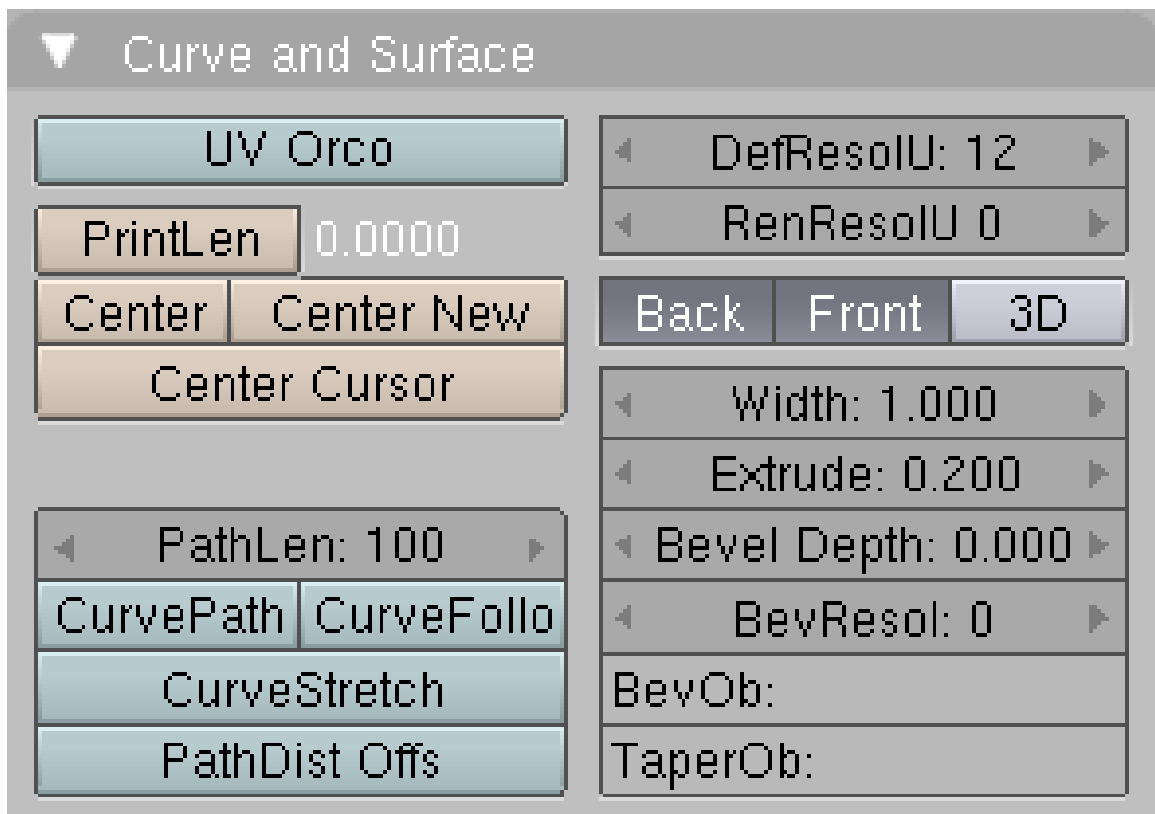 Curve and Surface
UV Orco
PrintLen 0.0000
Center Center New
Center Cursor
PathLen: 100
CurvePath CurveFollo
CurveStretch
PathDist Offs
DefResolU: 12
RenResolU 0
Back Front 3D
Width: 1.000
Extrude: 0.200
Bevel Depth: 0.000
BevResol: 0
BevOb:
TaperOb: